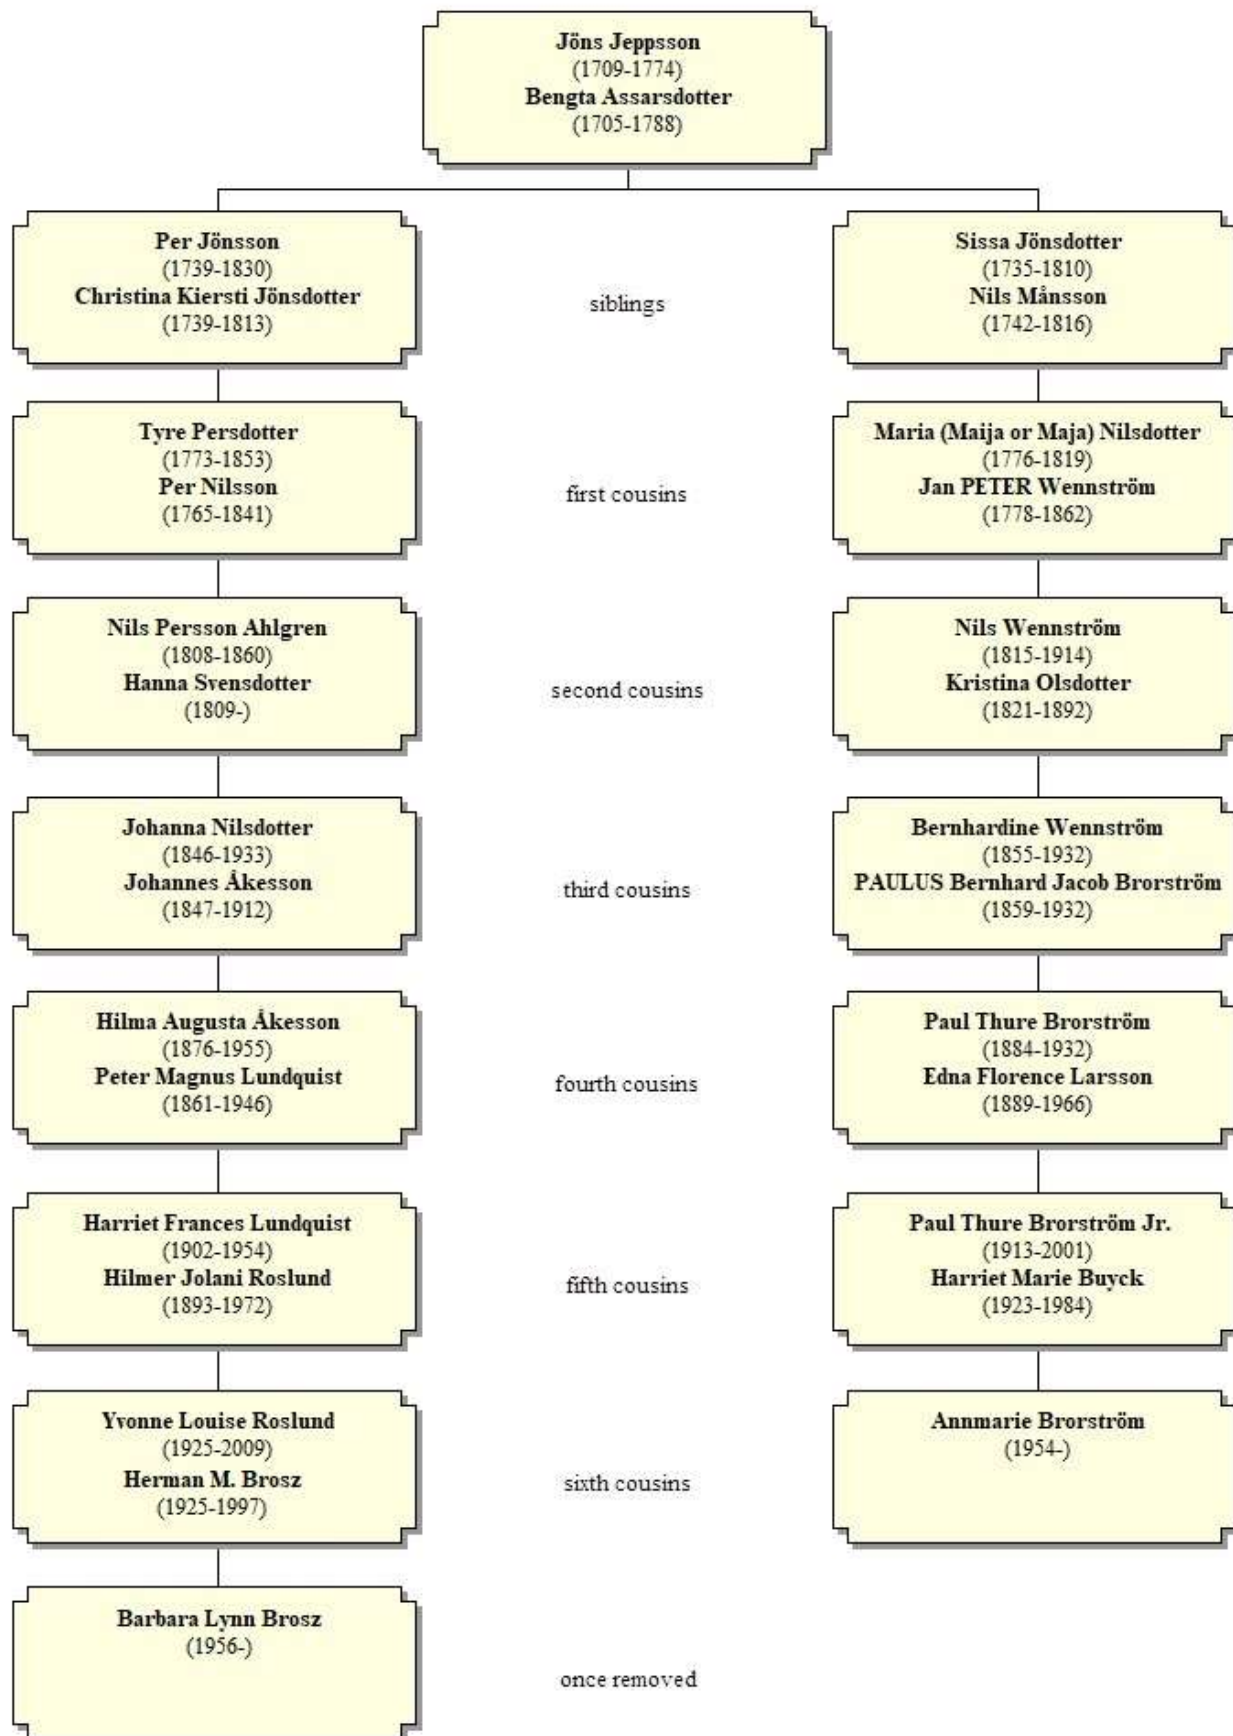 Jöns Jeppsson
(1709-1774)
Bengta Assarsdotter
(1705-1788)
Per Jönsson
(1739-1830)
Christina Kiersti Jönsdotter
(1739-1813)
siblings
Sissa Jönsdotter
(1735-1810)
Nils Månsson
(1742-1816)
Tyre Persdotter
(1773-1853)
Per Nilsson
(1765-1841)
first cousins
Maria (Maija or Maja) Nilsdotter
(1776-1819)
Jan PETER Wennström
(1778-1862)
Nils Persson Ahlgren
(1808-1860)
Hanna Svensdotter
(1809-)
second cousins
Nils Wennström
(1815-1914)
Kristina Olsdotter
(1821-1892)
Johanna Nilsdotter
(1846-1933)
Johannes Åkesson
(1847-1912)
third cousins
Bernhardine Wennström
(1855-1932)
PAULUS Bernhard Jacob Brorström
(1859-1932)
Hilma Augusta Åkesson
(1876-1955)
Peter Magnus Lundquist
(1861-1946)
fourth cousins
Paul Thure Brorström
(1884-1932)
Edna Florence Larsson
(1889-1966)
Harriet Frances Lundquist
(1902-1954)
Hilmer Jolani Roslund
(1893-1972)
fifth cousins
Paul Thure Brorström Jr.
(1913-2001)
Harriet Marie Buyck
(1923-1984)
Yvonne Louise Roslund
(1925-2009)
Herman M. Brosz
(1925-1997)
sixth cousins
Annmarie Brorström
(1954-)
Barbara Lynn Brosz
(1956-)
once removed